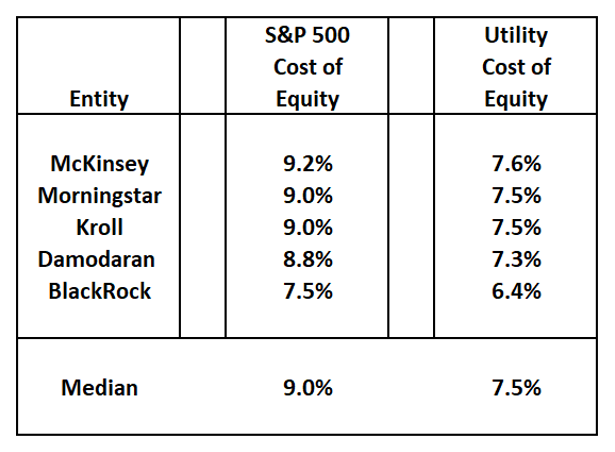 S&P 500 Utility
Cost of Cost of
Entity Equity Equity
McKinsey 9.2% 7.6%
Morningstar 9.0% 7.5%
Kroll 9.0% 7.5%
Damodaran 8.8% 7.3%
BlackRock 7.5% 6.4%
Median 9.0% 7.5%